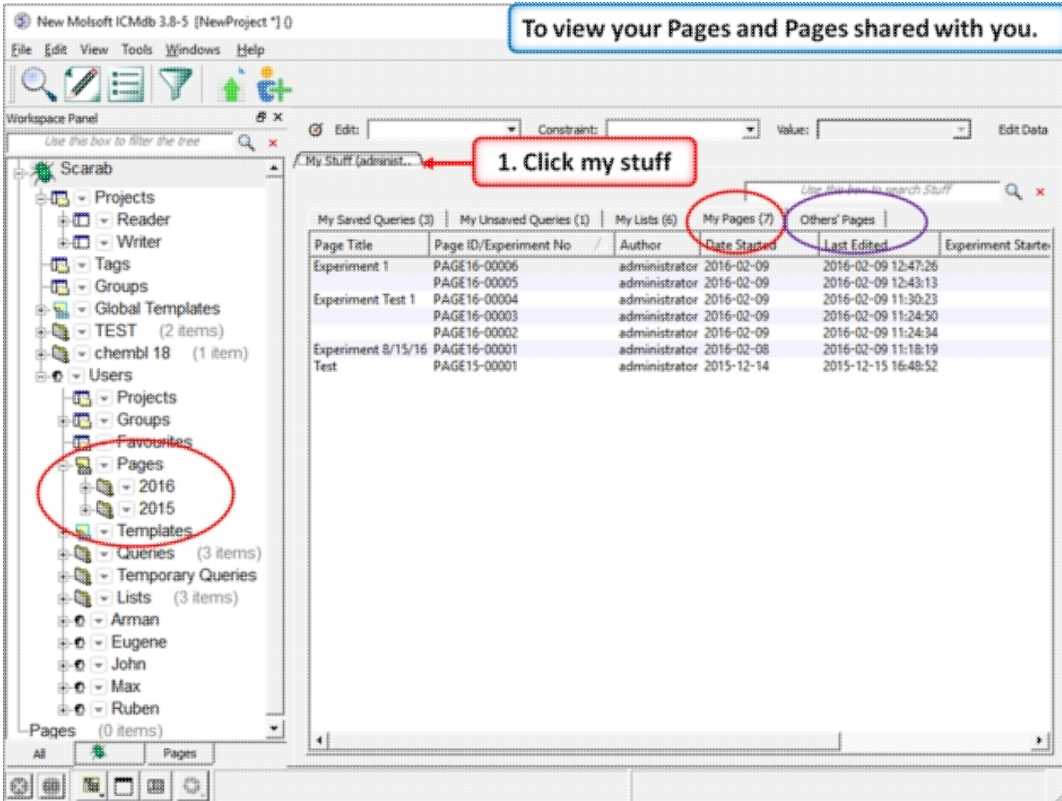 New Molsoft ICMdb 3.8-5 [NewProject *] ()
To view your Pages and Pages shared with you.
File Edit View Tools Windows Help
Workspace Panel
Use this box to filter the tree
Edit: Constraint: Value: Edit Data
My Stuff (administ...
1. Click my stuff
Use this box to search Stuff
My Saved Queries (3) My Unsaved Queries (1) My Lists (6) My Pages (7) Others' Pages
Page Title Page ID/Experiment No Author Date Started Last Edited Experiment Starte
Experiment 1 PAGE16-00006 administrator 2016-02-09 2016-02-09 12:47:26
PAGE16-00005 administrator 2016-02-09 2016-02-09 12:43:13
Experiment Test 1 PAGE16-00004 administrator 2016-02-09 2016-02-09 11:30:23
PAGE16-00003 administrator 2016-02-09 2016-02-09 11:24:50
PAGE16-00002 administrator 2016-02-09 2016-02-09 11:24:34
Experiment 8/15/16 PAGE16-00001 administrator 2016-02-08 2016-02-09 11:18:19
Test PAGE15-00001 administrator 2015-12-14 2015-12-15 16:48:52
Scarab
Projects
Reader
Writer
Tags
Groups
Global Templates
TEST (2 items)
chembl 18 (1 item)
Users
Projects
Groups
Favourites
Pages
2016
2015
Templates
Queries (3 items)
Temporary Queries
Lists (3 items)
Arman
Eugene
John
Max
Ruben
Pages (0 items)
All Pages